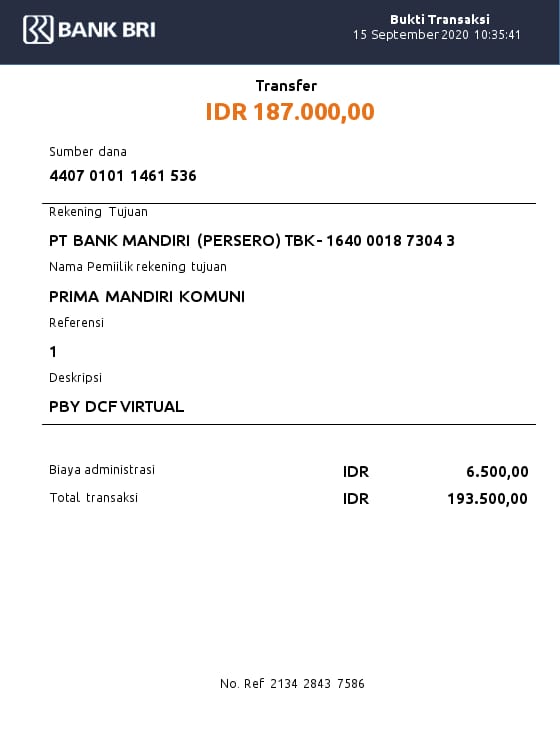 BANK BRI
Bukti Transaksi
15 September 2020 10:35:41
Transfer
IDR 187.000,00
Sumber dana
4407 0101 1461 536
Rekening Tujuan
PT BANK MANDIRI (PERSERO) TBK- 1640 0018 7304 3
Nama Pemiilik rekening tujuan
PRIMA MANDIRI KOMUNI
Referensi
1
Deskripsi
PBY DCF VIRTUAL
Biaya administrasi IDR 6.500,00
Total transaksi IDR 193.500,00
No. Ref 2134 2843 7586